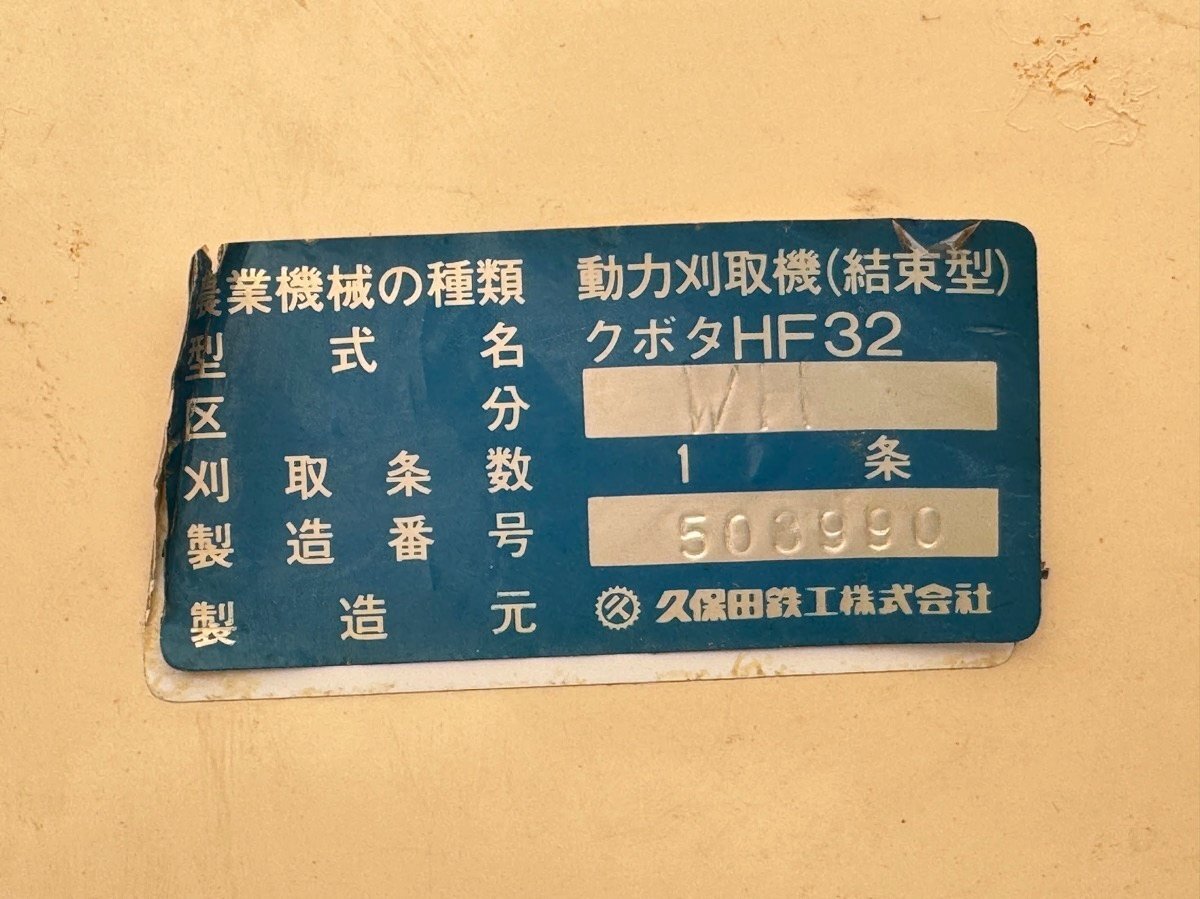 農業機械の種類 動力刈取機(結束型)
型式名 クボタHF32
区分 WH
刈取条数 1条
製造番号 503990
製造元 久保田鉄工株式会社